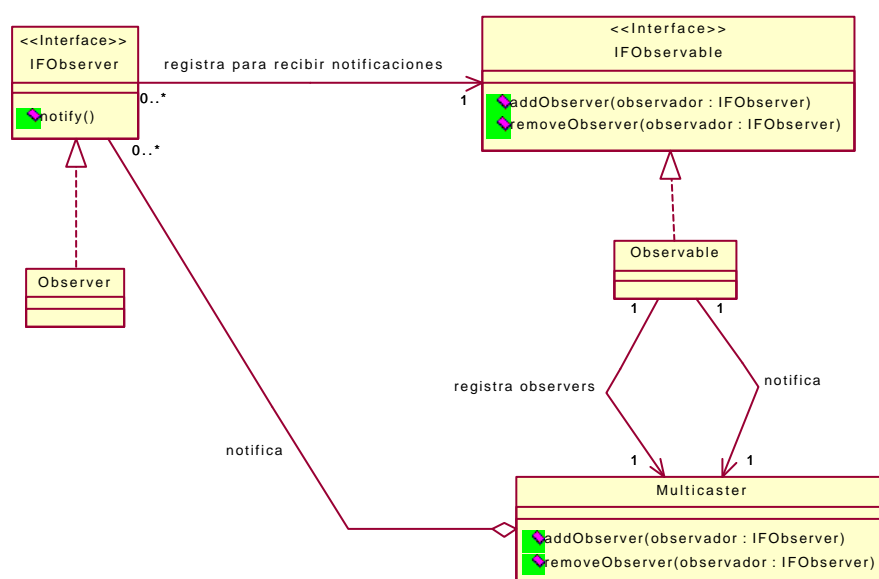 <<Interface>>
IFObserver
notify()
registra para recibir notificaciones
0..*
1
<<Interface>>
IFObservable
addObserver(observador : IFObserver)
removeObserver(observador : IFObserver)
0..*
Observer
Observable
1
1
registra observers
notifica
notifica
1
1
Multicaster
addObserver(observador : IFObserver)
removeObserver(observador : IFObserver)